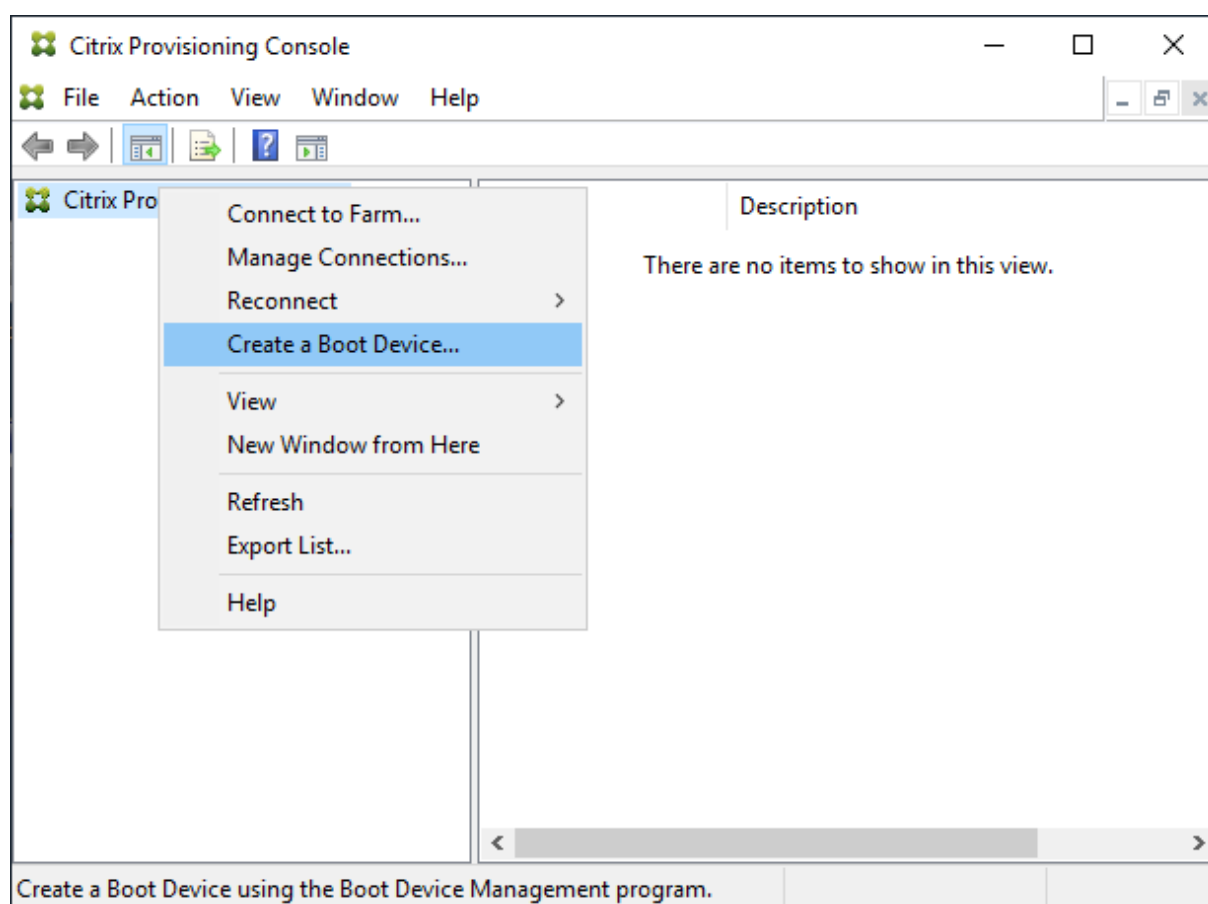 Citrix Provisioning Console
File Action View Window Help
Citrix Pro
Description
There are no items to show in this view.
Connect to Farm...
Manage Connections...
Reconnect
Create a Boot Device...
View
New Window from Here
Refresh
Export List...
Help
Create a Boot Device using the Boot Device Management program.